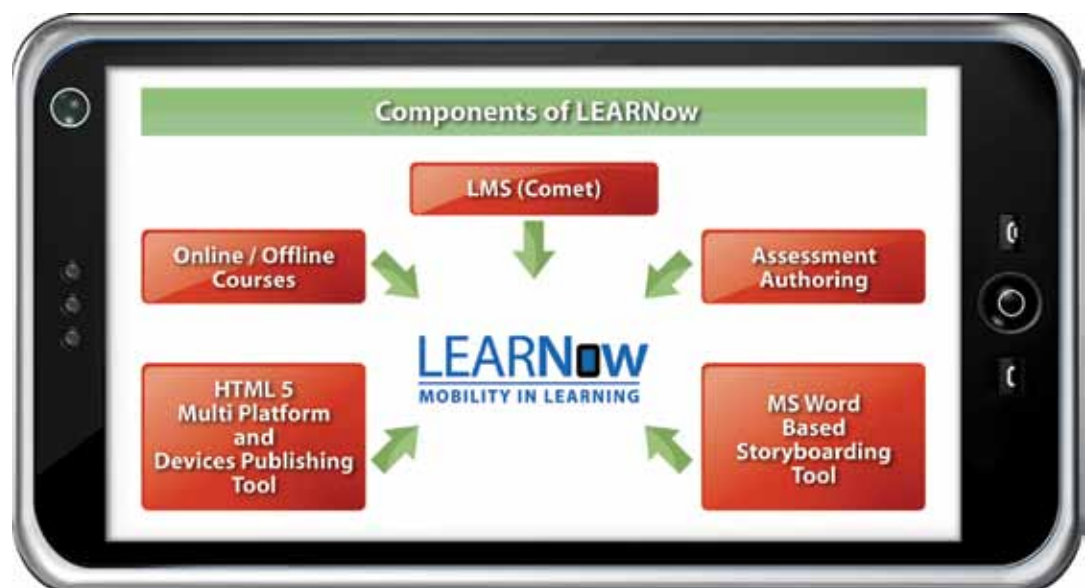 Components of LEARNow
LMS (Comet)
Online / Offline
Courses
Assessment
Authoring
LEARNow
MOBILITY IN LEARNING
HTML 5
Multi Platform
and
Devices Publishing
Tool
MS Word
Based
Storyboarding
Tool